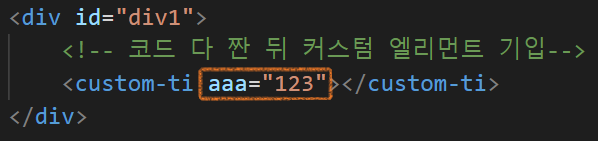 <div id="div1">
<!-- 코드 다 짠 뒤 커스텀 엘리먼트 기입-->
<custom-ti aaa="123"></custom-ti>
</div>